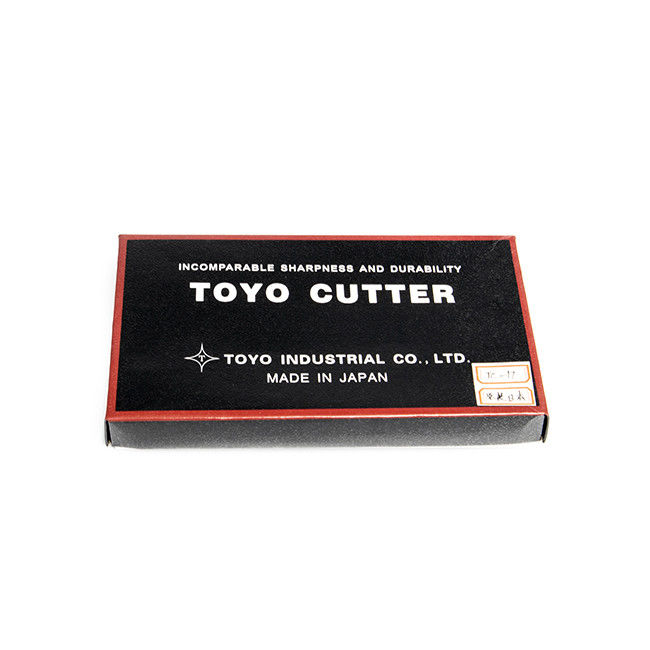 INCOMPARABLE SHARPNESS AND DURABILITY
TOYO CUTTER
T
TOYO INDUSTRIAL CO., LTD.
MADE IN JAPAN